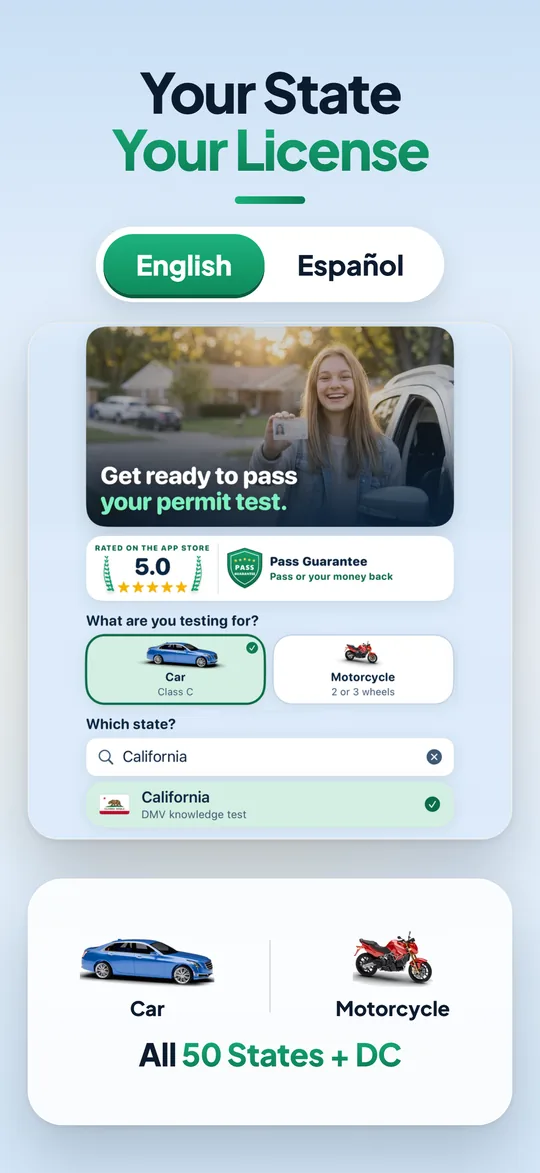 Your State
Your License
English
Español
Get ready to pass
your permit test.
RATED ON THE APP STORE
5.0
PASS
GUARANTEE
Pass Guarantee
Pass or your money back
What are you testing for?
Car
Class C
Motorcycle
2 or 3 wheels
Which state?
California
California
DMV knowledge test
Car
Motorcycle
All 50 States + DC